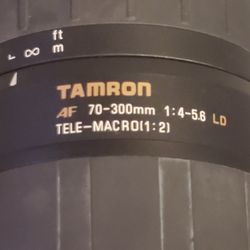 ft
∞ m
TAMRON
AF 70-300mm 1:4-5.6 LD
TELE-MACRO(1:2)